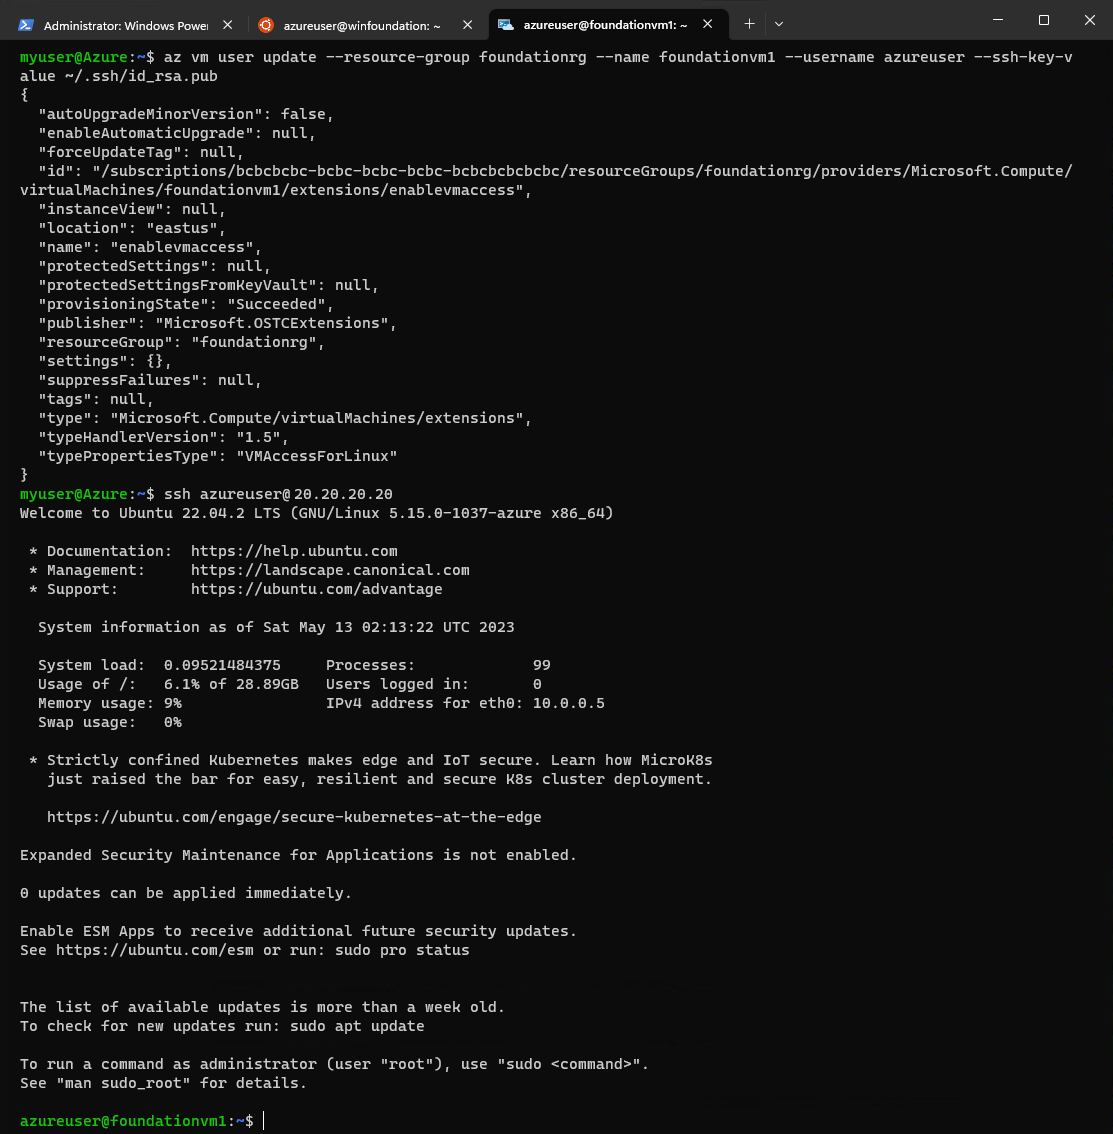 Administrator: Windows Power azureuser@winfoundation: ~ azureuser@foundationvm1: ~
myuser@Azure:~$ az vm user update --resource-group foundationrg --name foundationvm1 --username azureuser --ssh-key-v
alue ~/.ssh/id_rsa.pub
{
  "autoUpgradeMinorVersion": false,
  "enableAutomaticUpgrade": null,
  "forceUpdateTag": null,
  "id": "/subscriptions/bcbcbcbc-bcbc-bcbc-bcbc-bcbcbcbcbcbc/resourceGroups/foundationrg/providers/Microsoft.Compute/
virtualMachines/foundationvm1/extensions/enablevmaccess",
  "instanceView": null,
  "location": "eastus",
  "name": "enablevmaccess",
  "protectedSettings": null,
  "protectedSettingsFromKeyVault": null,
  "provisioningState": "Succeeded",
  "publisher": "Microsoft.OSTCExtensions",
  "resourceGroup": "foundationrg",
  "settings": {},
  "suppressFailures": null,
  "tags": null,
  "type": "Microsoft.Compute/virtualMachines/extensions",
  "typeHandlerVersion": "1.5",
  "typePropertiesType": "VMAccessForLinux"
}
myuser@Azure:~$ ssh azureuser@20.20.20.20
Welcome to Ubuntu 22.04.2 LTS (GNU/Linux 5.15.0-1037-azure x86_64)

 * Documentation:  https://help.ubuntu.com
 * Management:     https://landscape.canonical.com
 * Support:        https://ubuntu.com/advantage

  System information as of Sat May 13 02:13:22 UTC 2023

  System load:  0.09521484375     Processes:             99
  Usage of /:   6.1% of 28.89GB   Users logged in:       0
  Memory usage: 9%                IPv4 address for eth0: 10.0.0.5
  Swap usage:   0%

 * Strictly confined Kubernetes makes edge and IoT secure. Learn how MicroK8s
   just raised the bar for easy, resilient and secure K8s cluster deployment.

   https://ubuntu.com/engage/secure-kubernetes-at-the-edge

Expanded Security Maintenance for Applications is not enabled.

0 updates can be applied immediately.

Enable ESM Apps to receive additional future security updates.
See https://ubuntu.com/esm or run: sudo pro status

The list of available updates is more than a week old.
To check for new updates run: sudo apt update

To run a command as administrator (user "root"), use "sudo <command>".
See "man sudo_root" for details.

azureuser@foundationvm1:~$